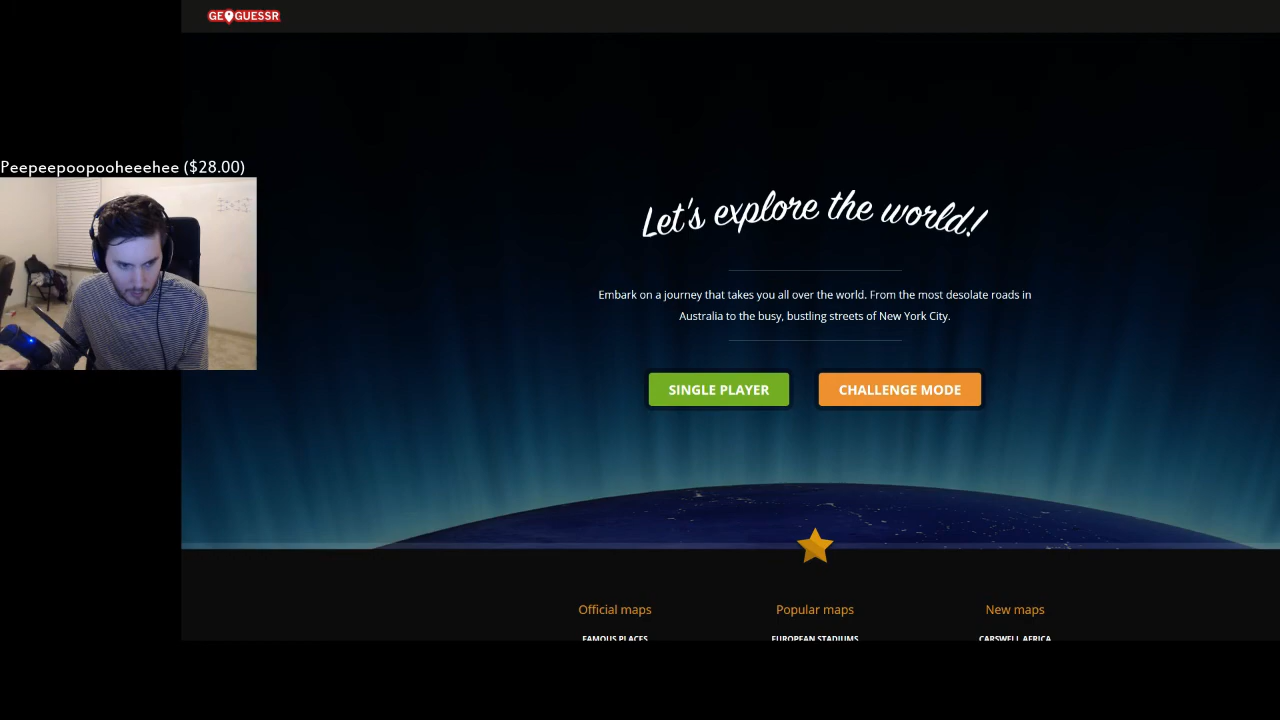 GEOGUESSR
Peepeepoopooheeehee ($28.00)
Let's explore the world!
Embark on a journey that takes you all over the world. From the most desolate roads in
Australia to the busy, bustling streets of New York City.
SINGLE PLAYER
CHALLENGE MODE
Official maps
Popular maps
New maps
FAMOUS PLACES
EUROPEAN STADIUMS
CARSWELL AFRICA